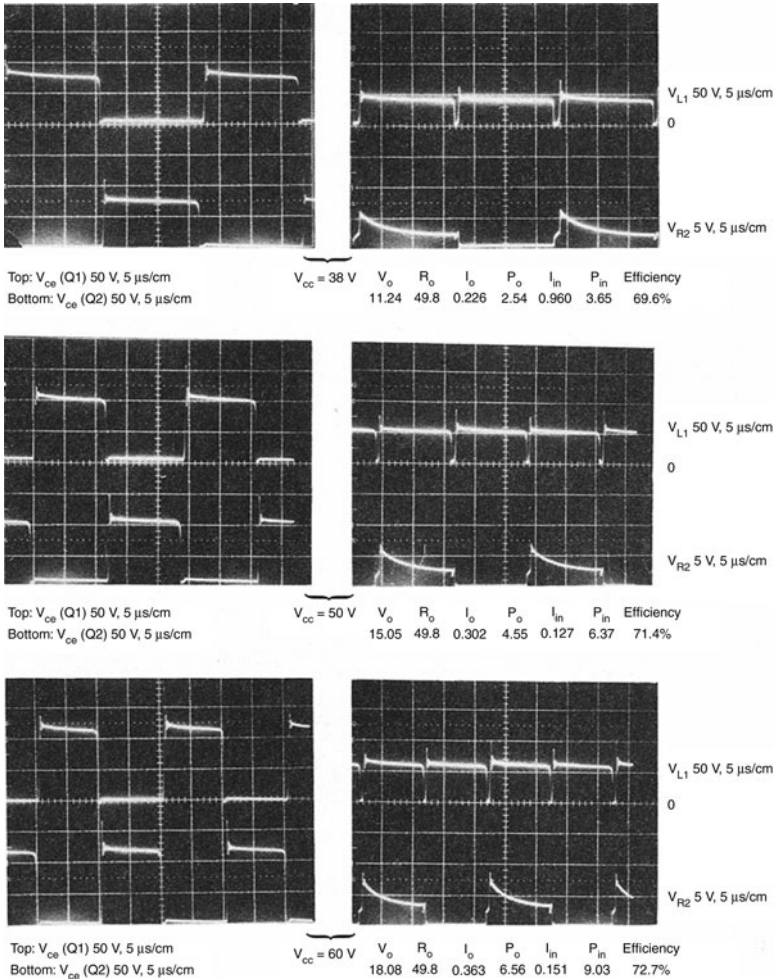 V_L1 50 V, 5 μs/cm
0
V_R2 5 V, 5 μs/cm
Top: V_ce (Q1) 50 V, 5 μs/cm
Bottom: V_ce (Q2) 50 V, 5 μs/cm
V_cc = 38 V V_o R_o I_o P_o I_in P_in Efficiency
11.24 49.8 0.226 2.54 0.960 3.65 69.6%
V_L1 50 V, 5 μs/cm
0
V_R2 5 V, 5 μs/cm
Top: V_ce (Q1) 50 V, 5 μs/cm
Bottom: V_ce (Q2) 50 V, 5 μs/cm
V_cc = 50 V V_o R_o I_o P_o I_in P_in Efficiency
15.05 49.8 0.302 4.55 0.127 6.37 71.4%
V_L1 50 V, 5 μs/cm
0
V_R2 5 V, 5 μs/cm
Top: V_ce (Q1) 50 V, 5 μs/cm
Bottom: V_ce (Q2) 50 V, 5 μs/cm
V_cc = 60 V V_o R_o I_o P_o I_in P_in Efficiency
18.08 49.8 0.363 6.56 0.151 9.03 72.7%